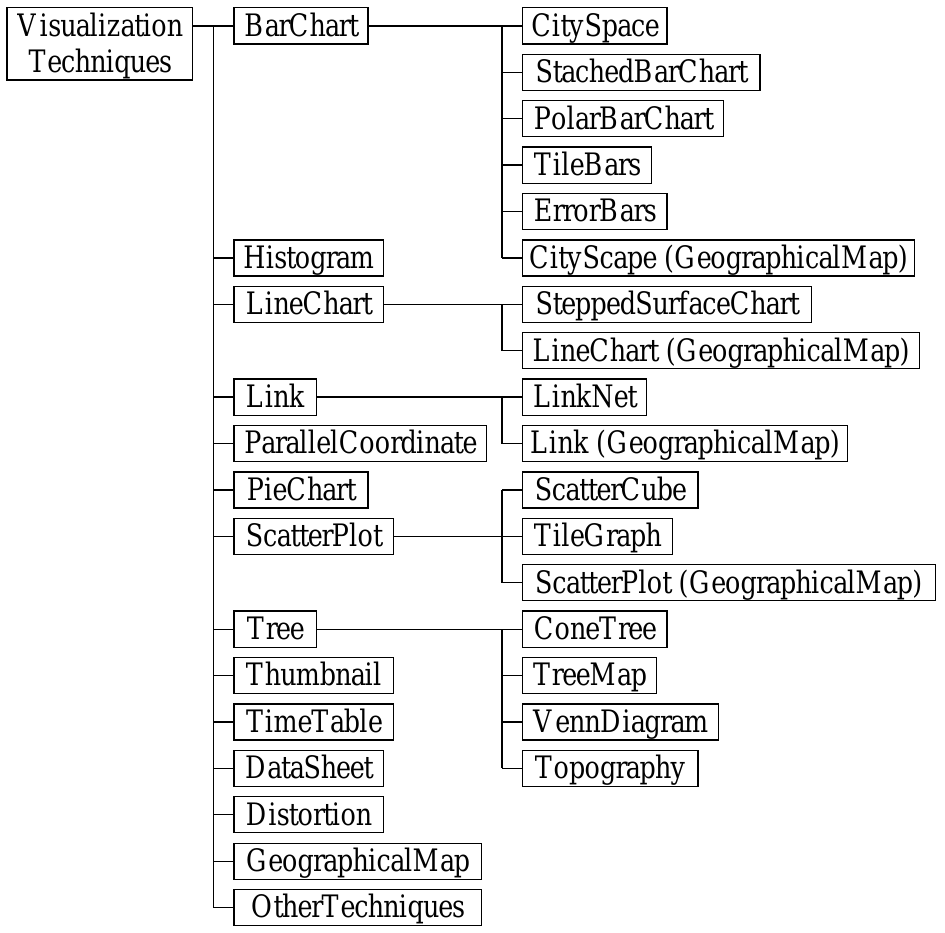 Visualization
Techniques
BarChart
CitySpace
StachedBarChart
PolarBarChart
TileBars
ErrorBars
CityScape (GeographicalMap)
Histogram
LineChart
SteppedSurfaceChart
LineChart (GeographicalMap)
Link
LinkNet
Link (GeographicalMap)
ParallelCoordinate
PieChart
ScatterPlot
ScatterCube
TileGraph
ScatterPlot (GeographicalMap)
Tree
ConeTree
TreeMap
VennDiagram
Topography
Thumbnail
TimeTable
DataSheet
Distortion
GeographicalMap
OtherTechniques